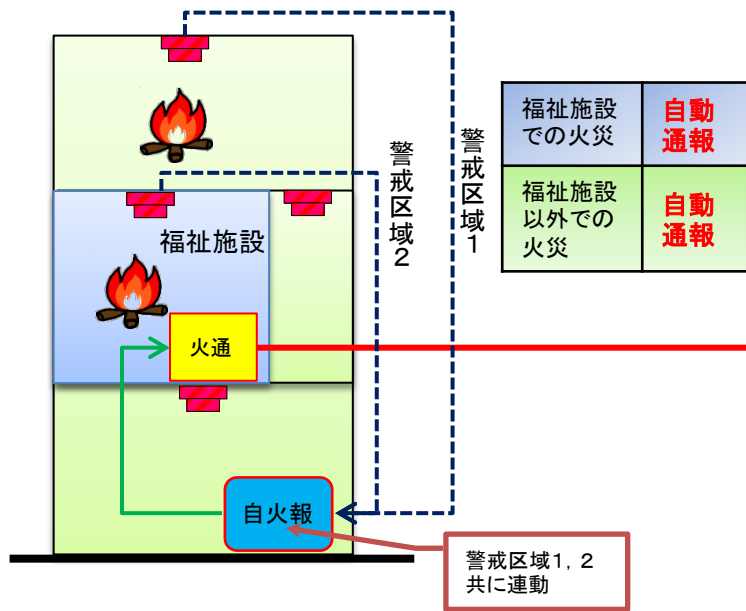 警戒区域1
警戒区域2
福祉施設
での火災
自動
通報
福祉施設
以外での
火災
自動
通報
福祉施設
火通
自火報
警戒区域1，2
共に連動